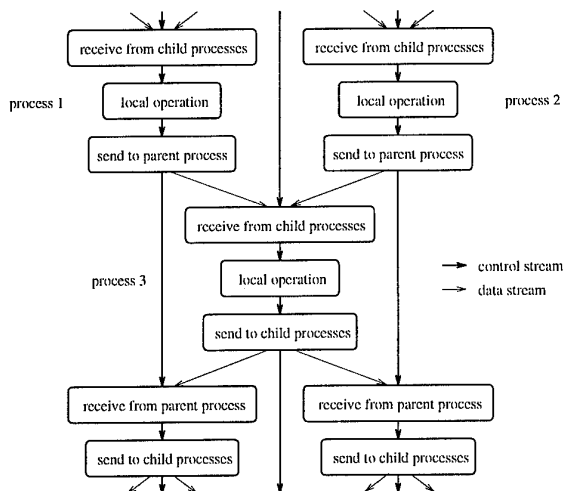 receive from child processes
receive from child processes
process 1
local operation
local operation
process 2
send to parent process
send to parent process
receive from child processes
process 3
local operation
control stream
data stream
send to child processes
receive from parent process
receive from parent process
send to child processes
send to child processes